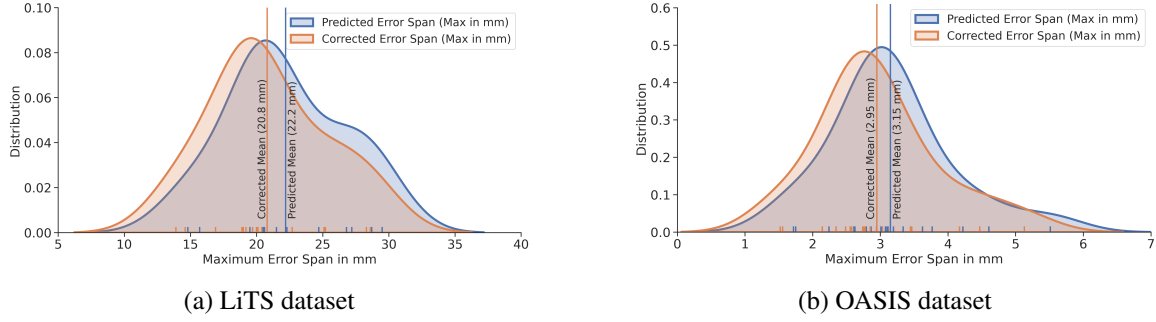 0.10
0.08
0.06
0.04
0.02
0.00
Distribution
Predicted Error Span (Max in mm)
Corrected Error Span (Max in mm)
Corrected Mean (20.8 mm)
Predicted Mean (22.2 mm)
5 10 15 20 25 30 35 40
Maximum Error Span in mm
(a) LiTS dataset
0.6
0.5
0.4
0.3
0.2
0.1
0.0
Distribution
Predicted Error Span (Max in mm)
Corrected Error Span (Max in mm)
Corrected Mean (2.95 mm)
Predicted Mean (3.15 mm)
0 1 2 3 4 5 6 7
Maximum Error Span in mm
(b) OASIS dataset